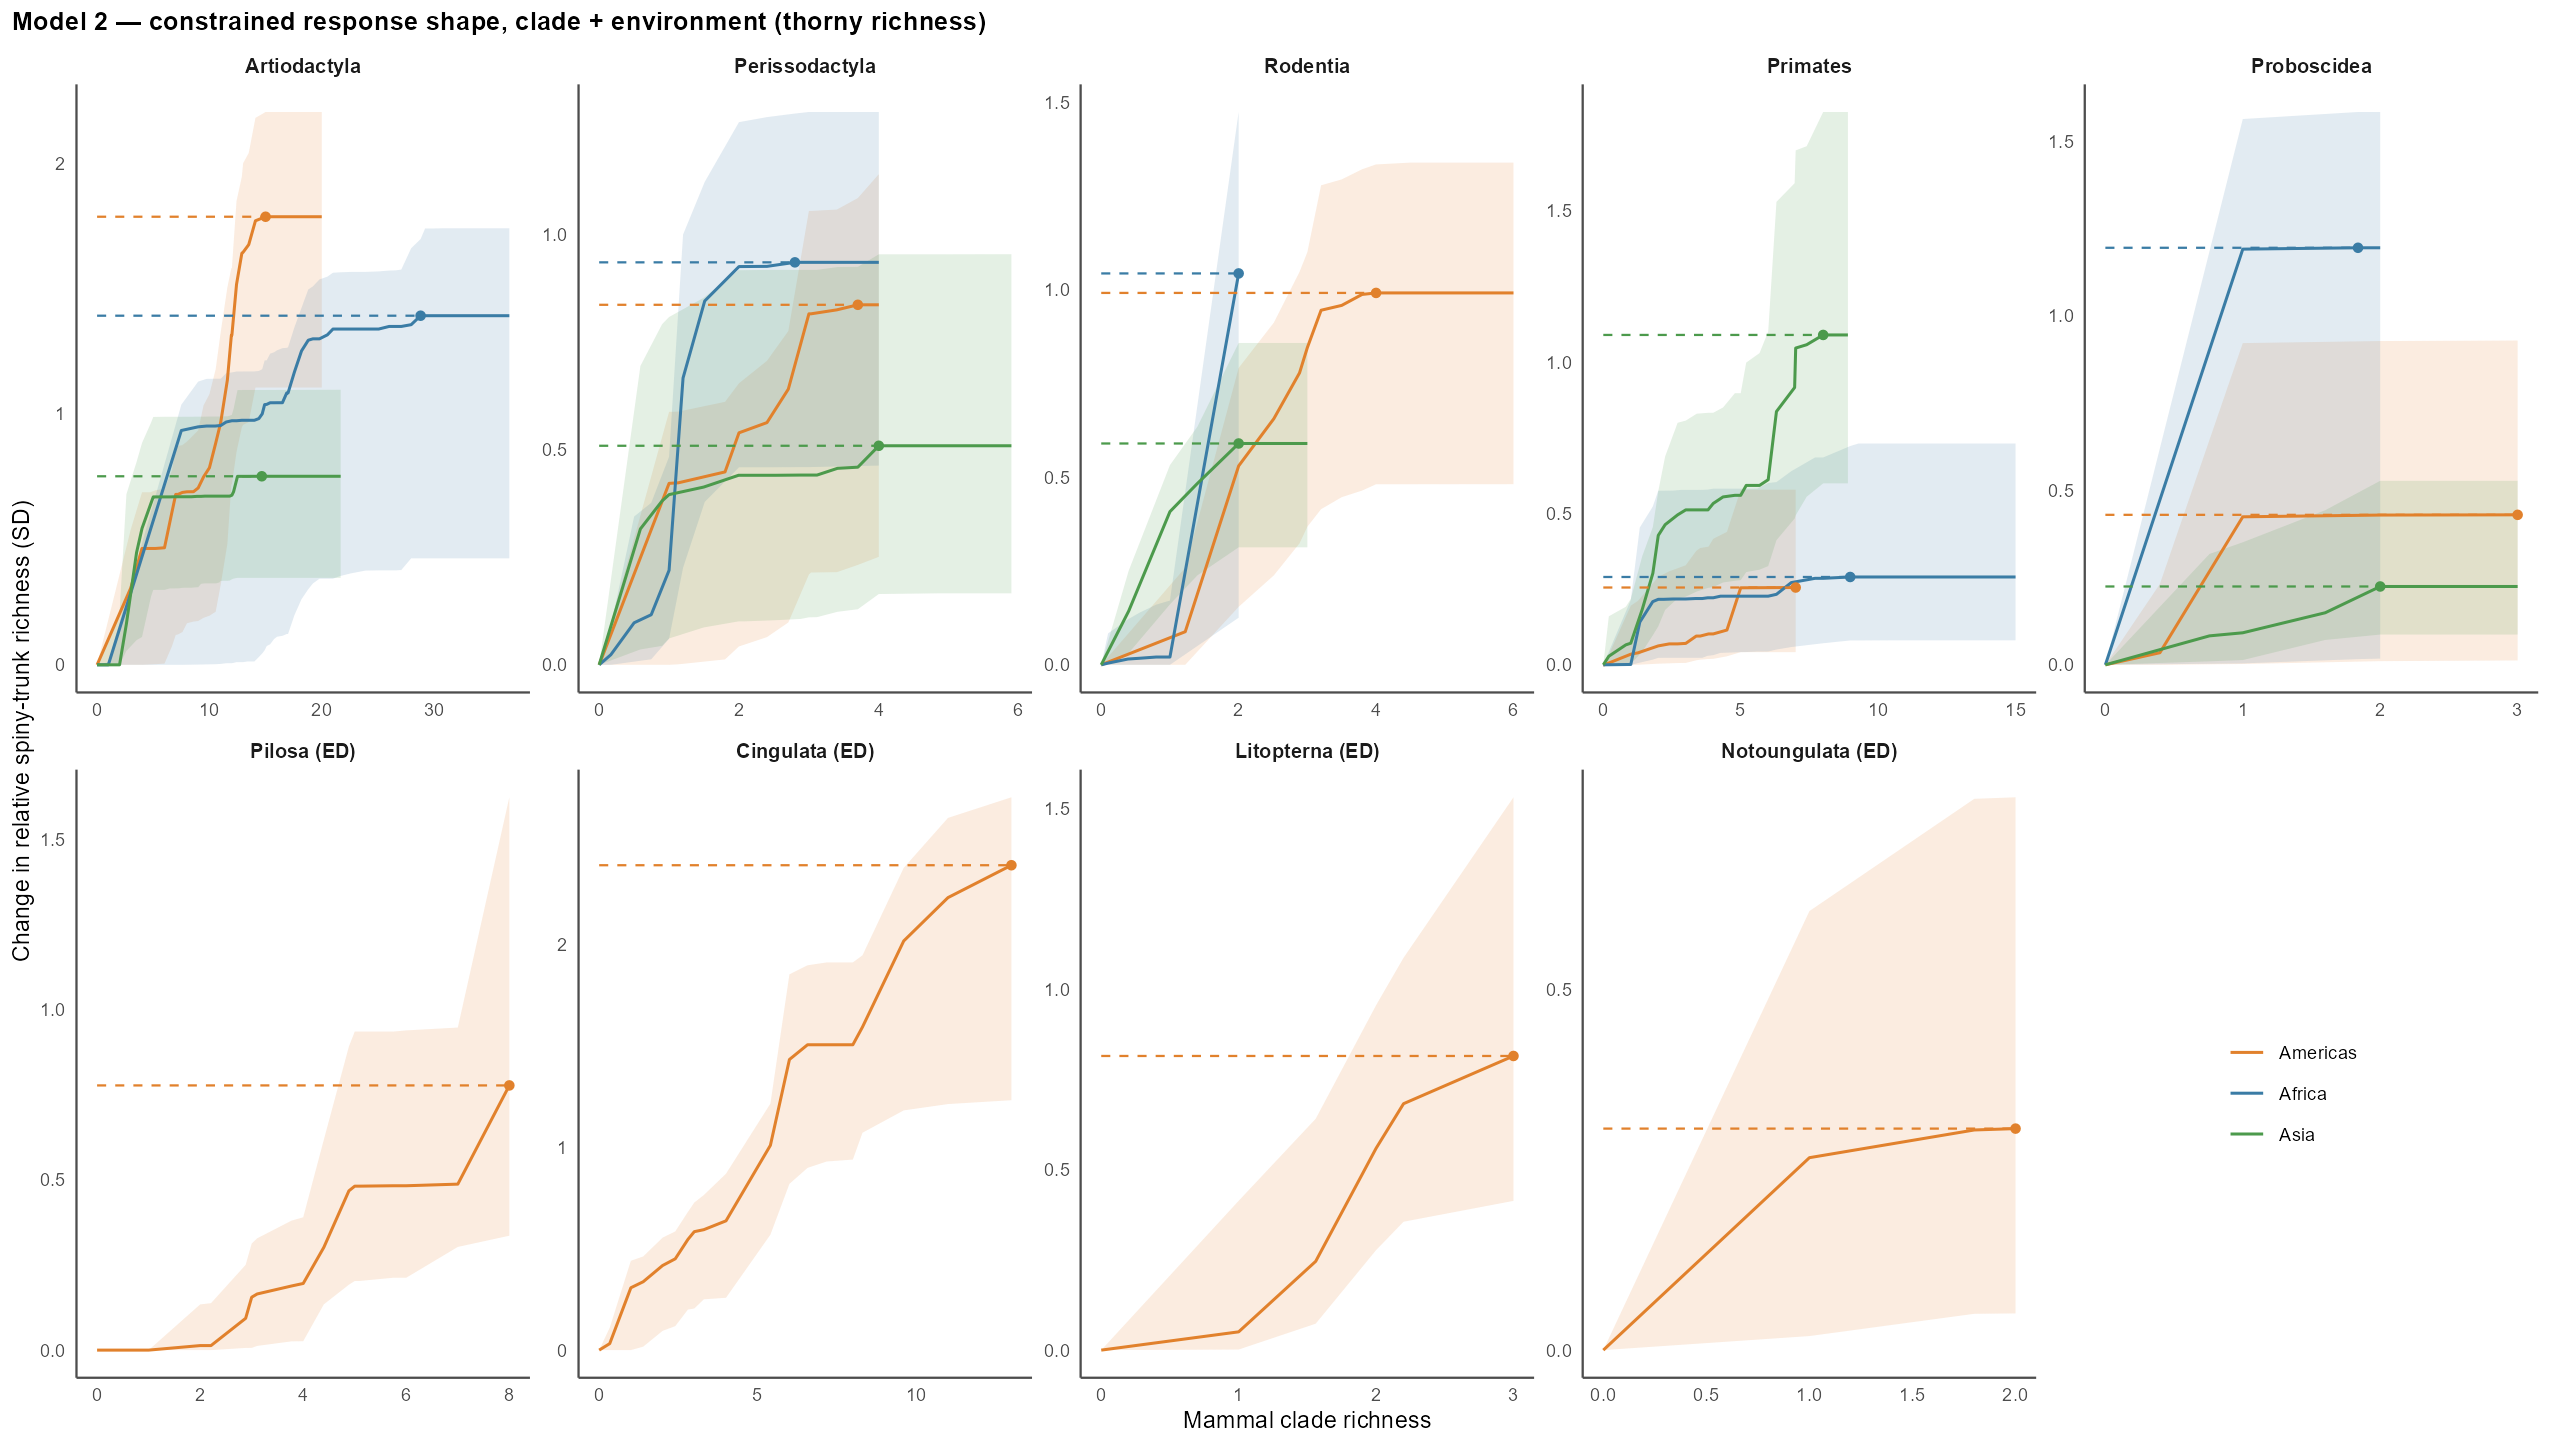 Model 2 — constrained response shape, clade + environment (thorny richness)
Artiodactyla
Perissodactyla
Rodentia
Primates
Proboscidea
2
1
0
0 10 20 30
1.0
0.5
0.0
0 2 4 6
1.5
1.0
0.5
0.0
0 2 4 6
1.5
1.0
0.5
0.0
0 5 10 15
1.5
1.0
0.5
0.0
0 1 2 3
Change in relative spiny-trunk richness (SD)
Pilosa (ED)
Cingulata (ED)
Litopterna (ED)
Notoungulata (ED)
1.5
1.0
0.5
0.0
0 2 4 6 8
2
1
0
0 5 10
1.5
1.0
0.5
0.0
0 1 2 3
0.5
0.0
0.0 0.5 1.0 1.5 2.0
Americas
Africa
Asia
Mammal clade richness